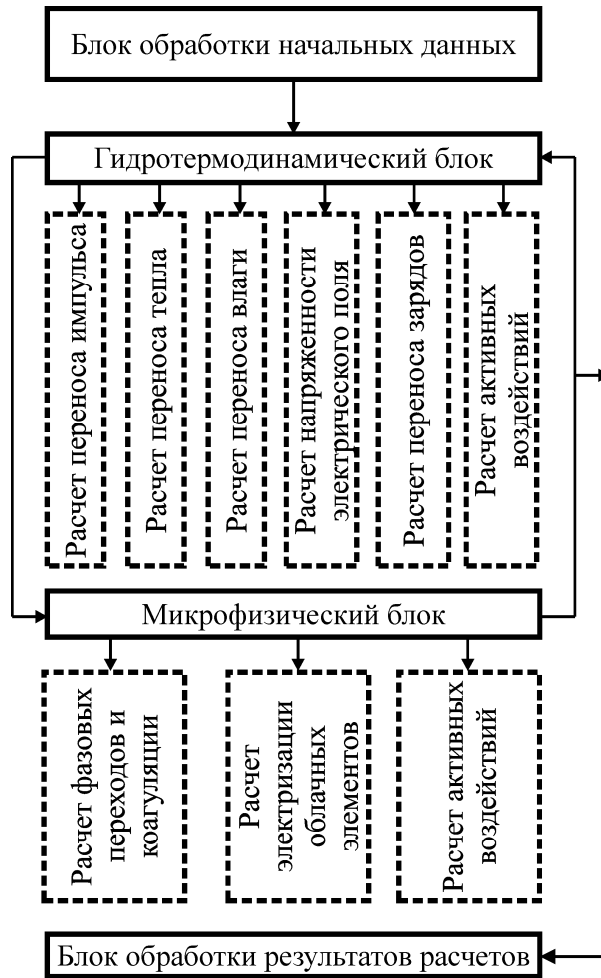 Блок обработки начальных данных
Гидротермодинамический блок
Расчет переноса импульса
Расчет переноса тепла
Расчет переноса влаги
Расчет напряженности
электрического поля
Расчет переноса зарядов
Расчет активных
воздействий
Микрофизический блок
Расчет фазовых
переходов и
коагуляции
Расчет
электризации
облачных
элементов
Расчет активных
воздействий
Блок обработки результатов расчетов